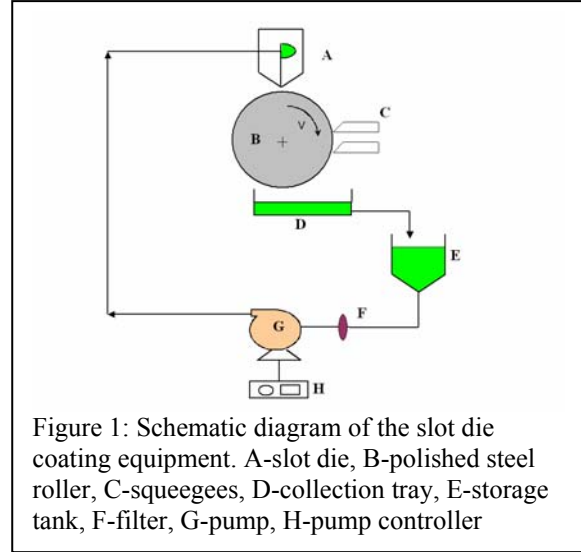 A
C
V
B
D
E
F
G
H
Figure 1: Schematic diagram of the slot die
coating equipment. A-slot die, B-polished steel
roller, C-squeegees, D-collection tray, E-storage
tank, F-filter, G-pump, H-pump controller